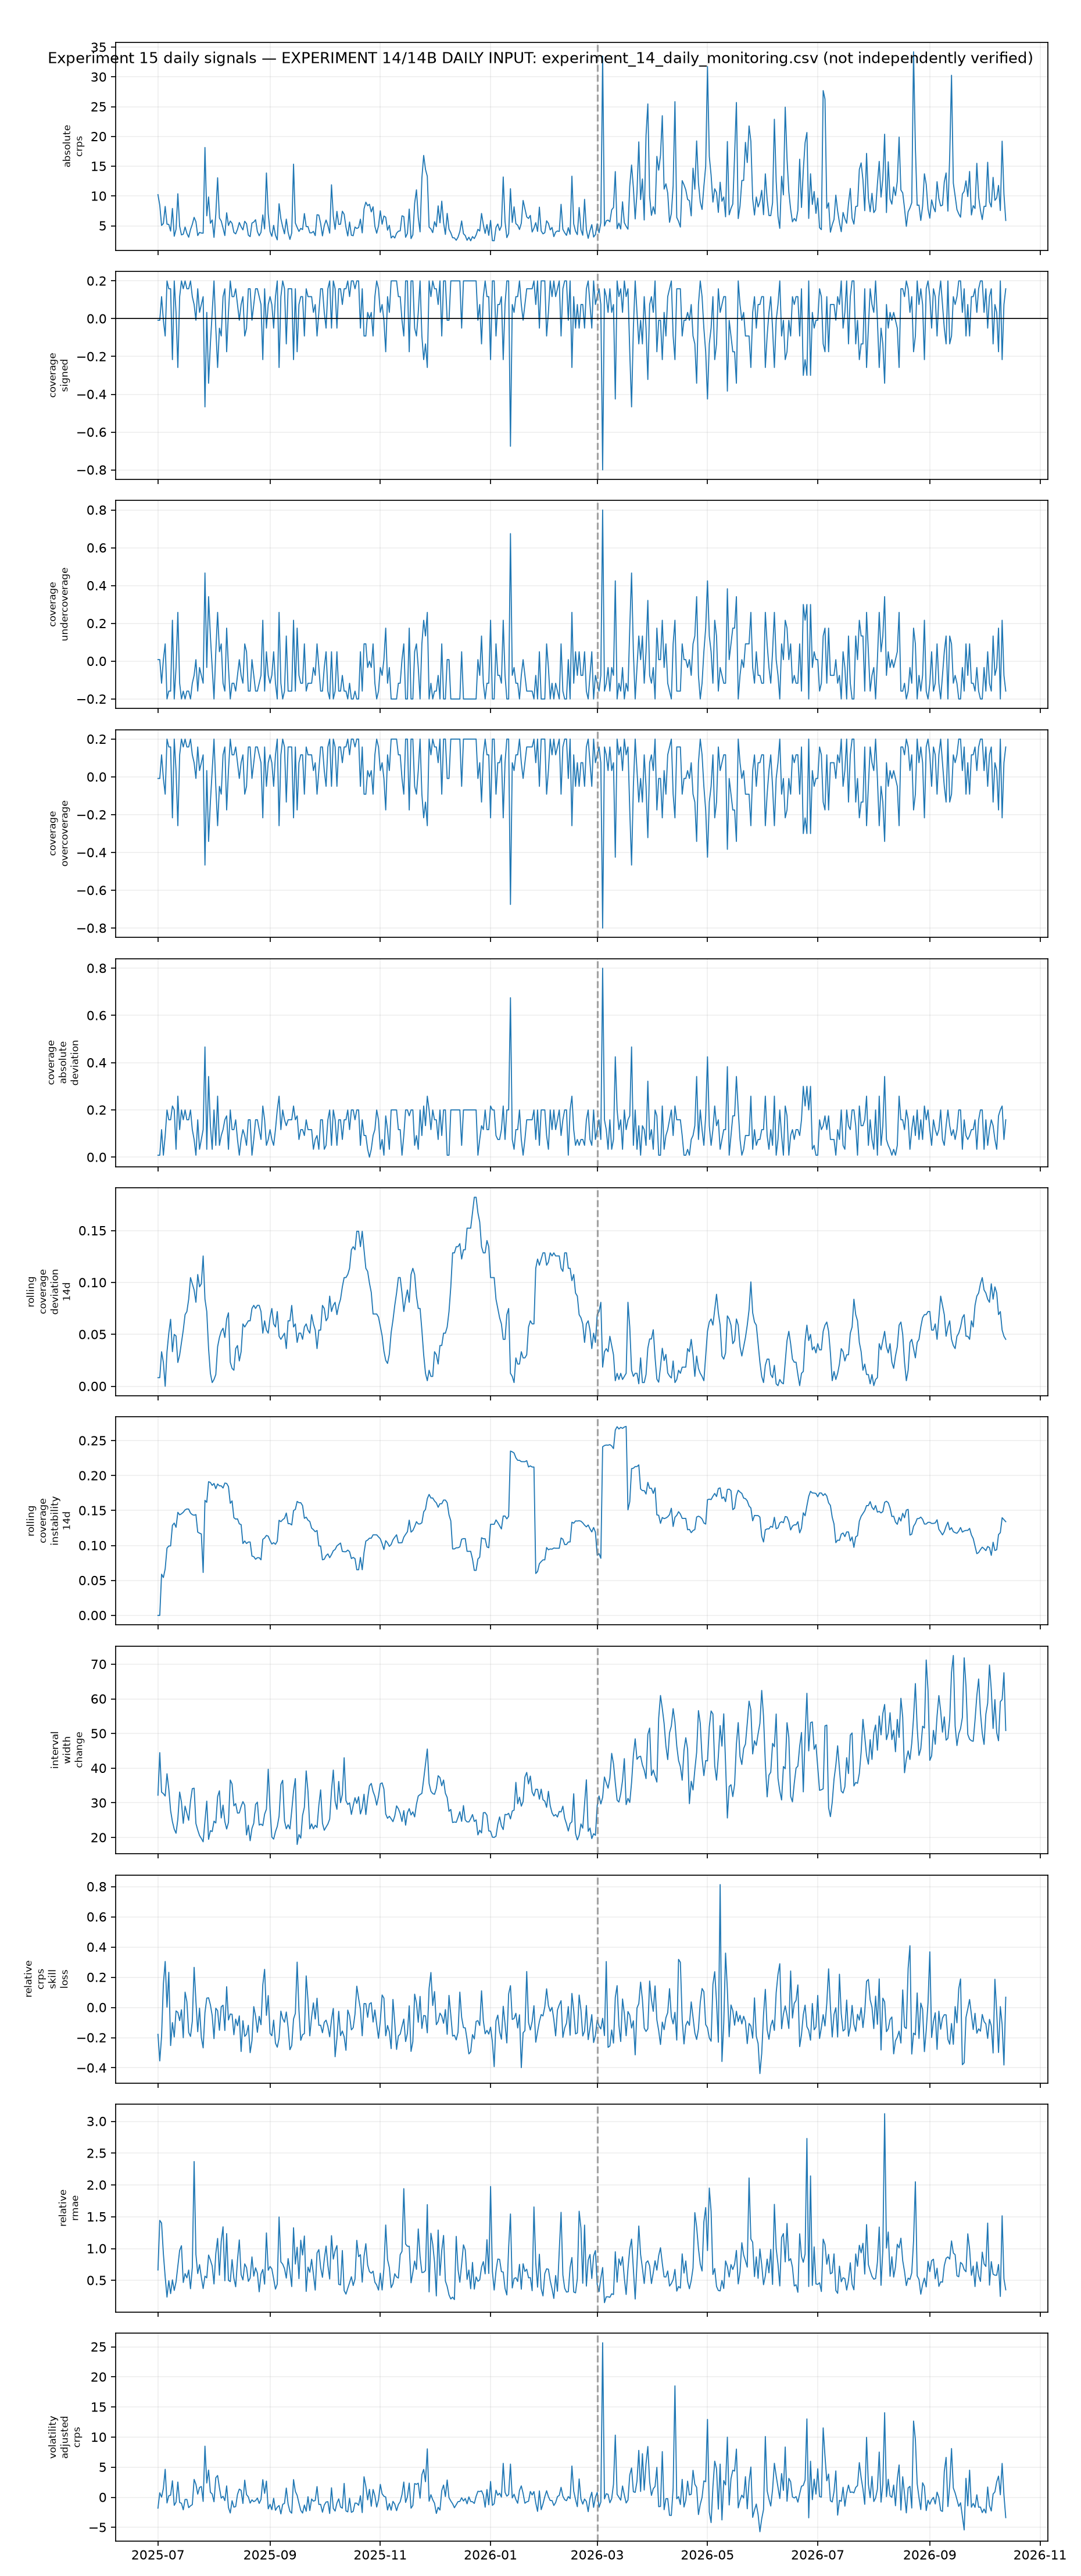 Experiment 15 daily signals — EXPERIMENT 14/14B DAILY INPUT: experiment_14_daily_monitoring.csv (not independently verified)
35
30
25
20
15
10
5
absolute
crps
0.2
0.0
−0.2
−0.4
−0.6
−0.8
coverage
signed
0.8
0.6
0.4
0.2
0.0
−0.2
coverage
undercoverage
0.2
0.0
−0.2
−0.4
−0.6
−0.8
coverage
overcoverage
0.8
0.6
0.4
0.2
0.0
coverage
absolute
deviation
0.15
0.10
0.05
0.00
rolling
coverage
deviation
14d
0.25
0.20
0.15
0.10
0.05
0.00
rolling
coverage
instability
14d
70
60
50
40
30
20
interval
width
change
0.8
0.6
0.4
0.2
0.0
−0.2
−0.4
relative
crps
skill
loss
3.0
2.5
2.0
1.5
1.0
0.5
relative
rmae
25
20
15
10
5
0
−5
volatility
adjusted
crps
2025-07 2025-09 2025-11 2026-01 2026-03 2026-05 2026-07 2026-09 2026-11